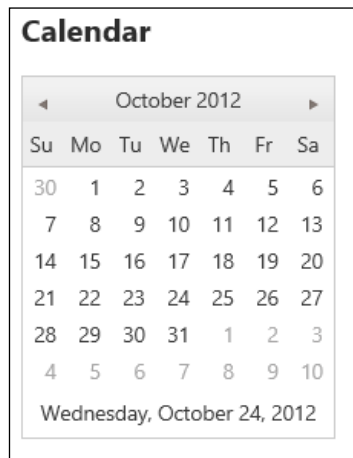 Calendar
October 2012
Su Mo Tu We Th Fr Sa
30 1 2 3 4 5 6
7 8 9 10 11 12 13
14 15 16 17 18 19 20
21 22 23 24 25 26 27
28 29 30 31 1 2 3
4 5 6 7 8 9 10
Wednesday, October 24, 2012